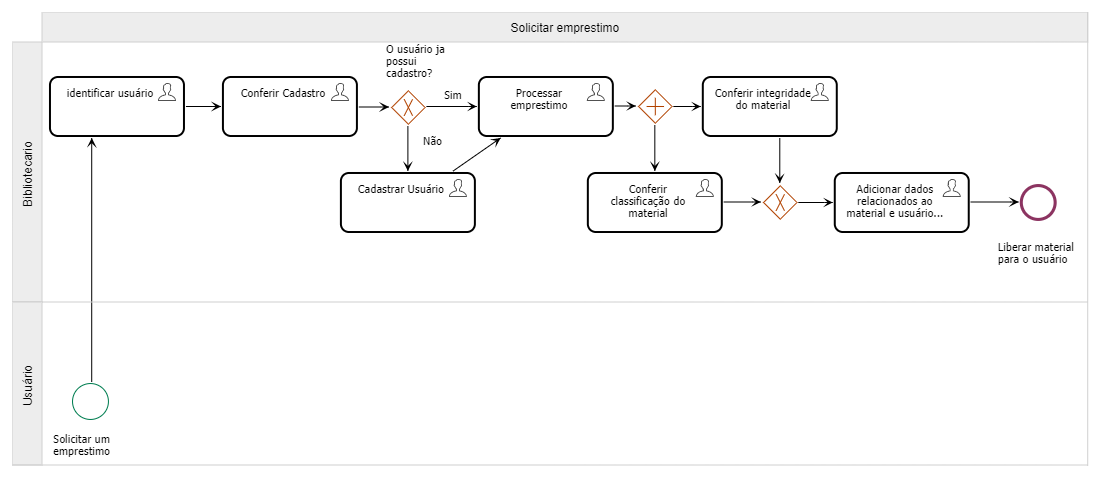 Solicitar emprestimo
Bibliotecario
O usuário ja
possui
cadastro?
identificar usuário
Conferir Cadastro
Sim
Processar
emprestimo
Conferir integridade
do material
Não
Cadastrar Usuário
Conferir
classificação do
material
Adicionar dados
relacionados ao
material e usuário...
Liberar material
para o usuário
Usuário
Solicitar um
emprestimo